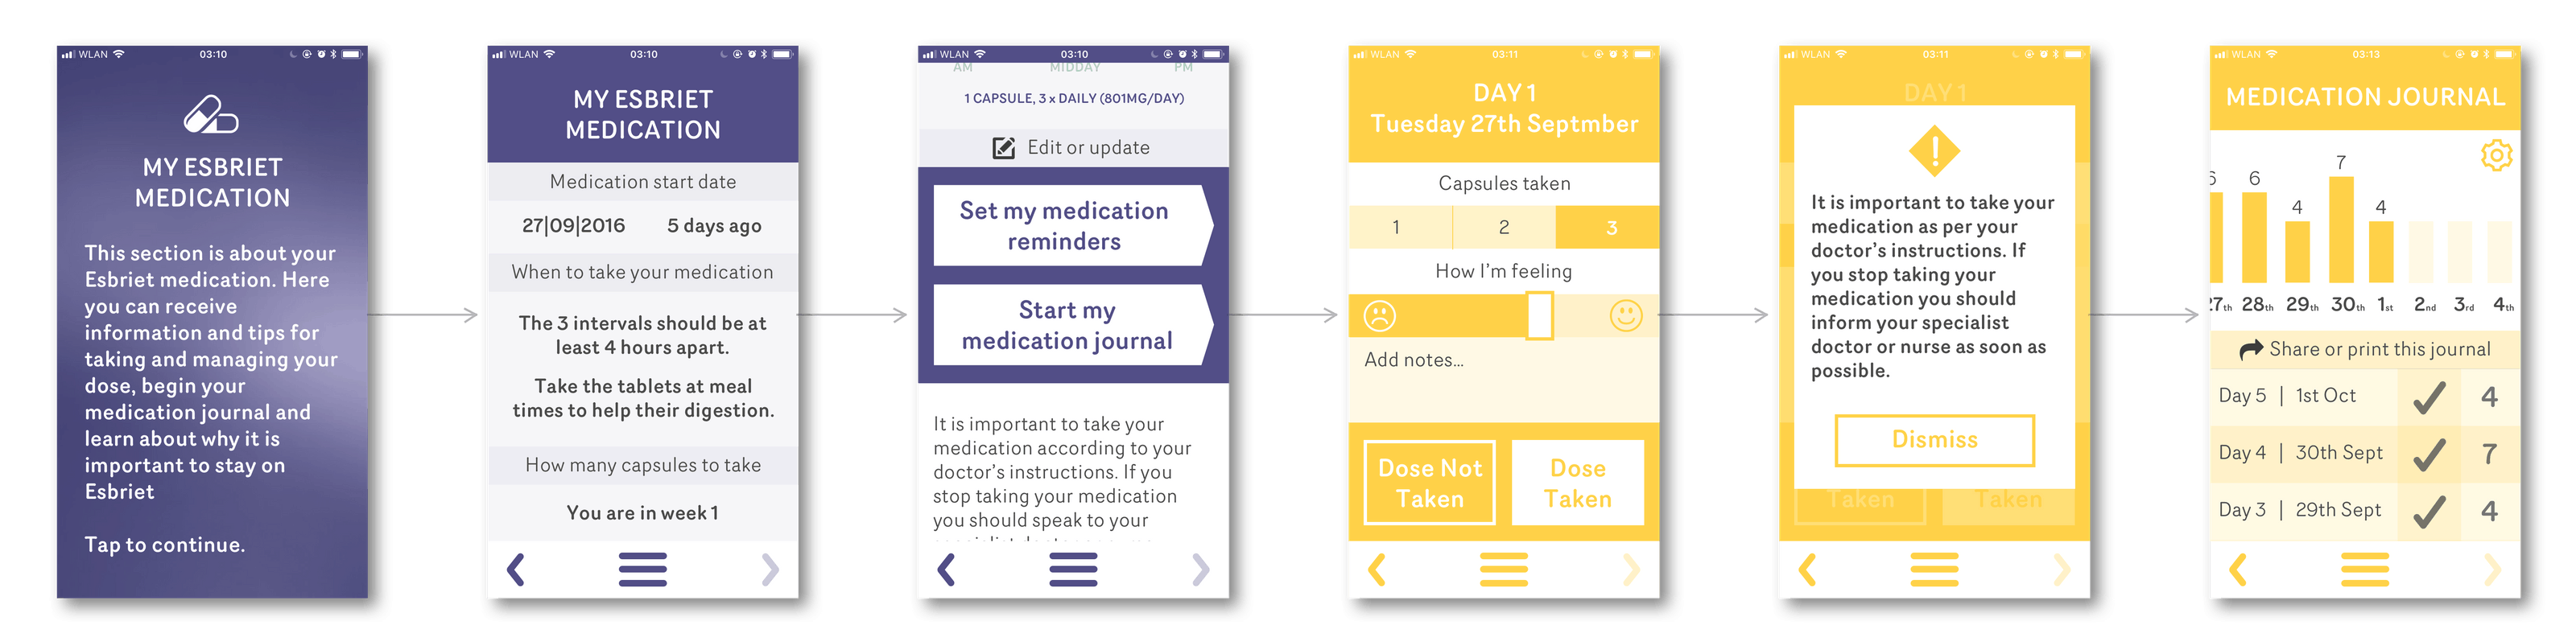 WLAN 03:10
MY ESBRIET
MEDICATION
This section is about your
Esbriet medication. Here
you can receive
information and tips for
taking and managing your
dose, begin your
medication journal and
learn about why it is
important to stay on
Esbriet
Tap to continue.
WLAN 03:10
MY ESBRIET
MEDICATION
Medication start date
27|09|2016 5 days ago
When to take your medication
The 3 intervals should be at
least 4 hours apart.
Take the tablets at meal
times to help their digestion.
How many capsules to take
You are in week 1
WLAN 03:10
AM MIDDAY PM
1 CAPSULE, 3 x DAILY (801MG/DAY)
Edit or update
Set my medication
reminders
Start my
medication journal
It is important to take your
medication according to your
doctor's instructions. If you
stop taking your medication
you should speak to your
WLAN 03:11
DAY 1
Tuesday 27th Septmber
Capsules taken
1 2 3
How I'm feeling
Add notes...
Dose Not
Taken
Dose
Taken
WLAN 03:11
DAY 1
!
It is important to take your
medication as per your
doctor's instructions. If
you stop taking your
medication you should
inform your specialist
doctor or nurse as soon as
possible.
Dismiss
Taken Taken
WLAN 03:13
MEDICATION JOURNAL
6 6 4 7 4
27th 28th 29th 30th 1st 2nd 3rd 4th
Share or print this journal
Day 5 | 1st Oct 4
Day 4 | 30th Sept 7
Day 3 | 29th Sept 4